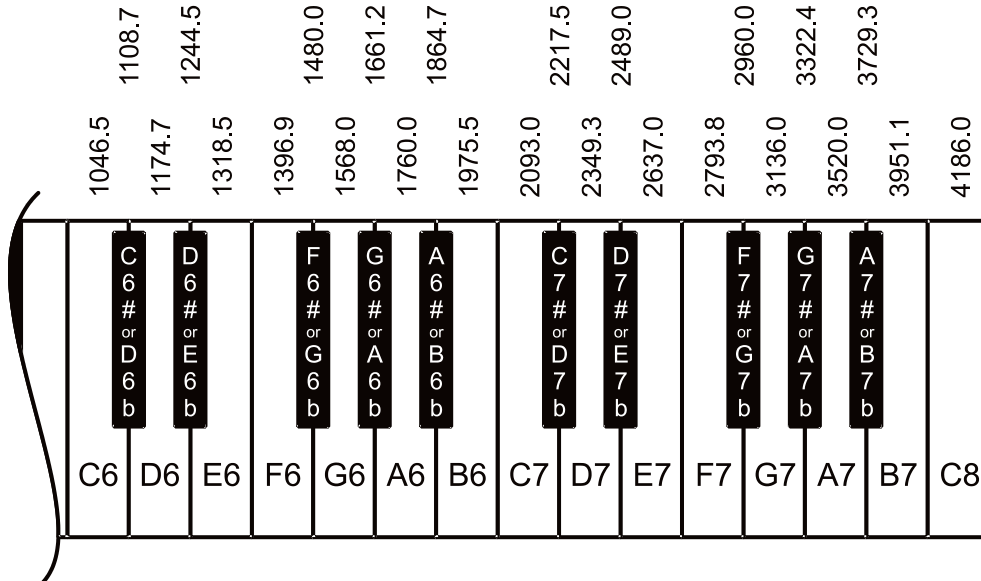 1108.7 1244.5 1480.0 1661.2 1864.7 2217.5 2489.0 2960.0 3322.4 3729.3
1046.5 1174.7 1318.5 1396.9 1568.0 1760.0 1975.5 2093.0 2349.3 2637.0 2793.8 3136.0 3520.0 3951.1 4186.0
C6# or D6b
D6# or E6b
F6# or G6b
G6# or A6b
A6# or B6b
C7# or D7b
D7# or E7b
F7# or G7b
G7# or A7b
A7# or B7b
C6 D6 E6 F6 G6 A6 B6 C7 D7 E7 F7 G7 A7 B7 C8